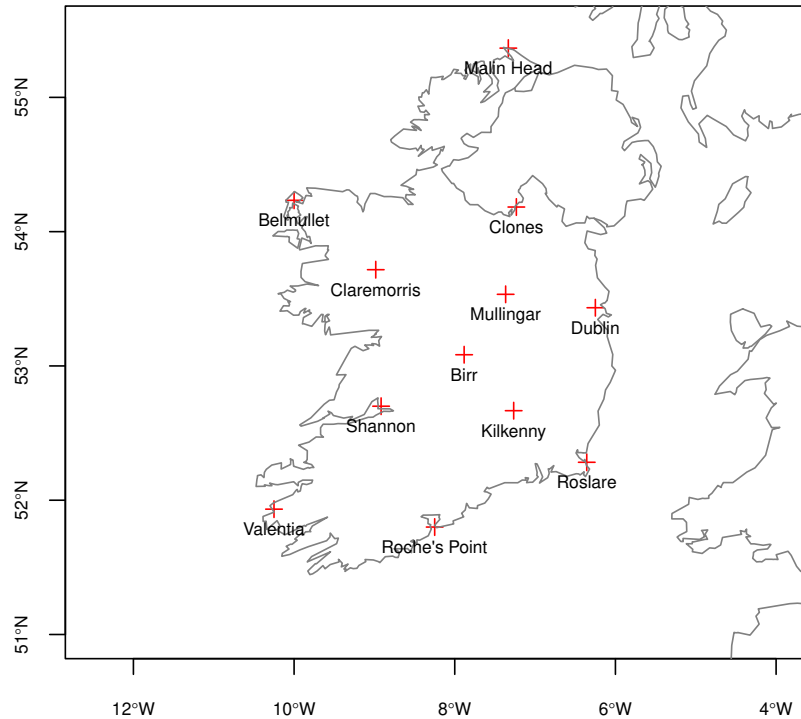 Malin Head
55°N
Belmullet
Clones
54°N
Claremorris
Mullingar
Dublin
53°N
Birr
Shannon
Kilkenny
Roslare
52°N
Valentia
Roche's Point
51°N
12°W 10°W 8°W 6°W 4°W